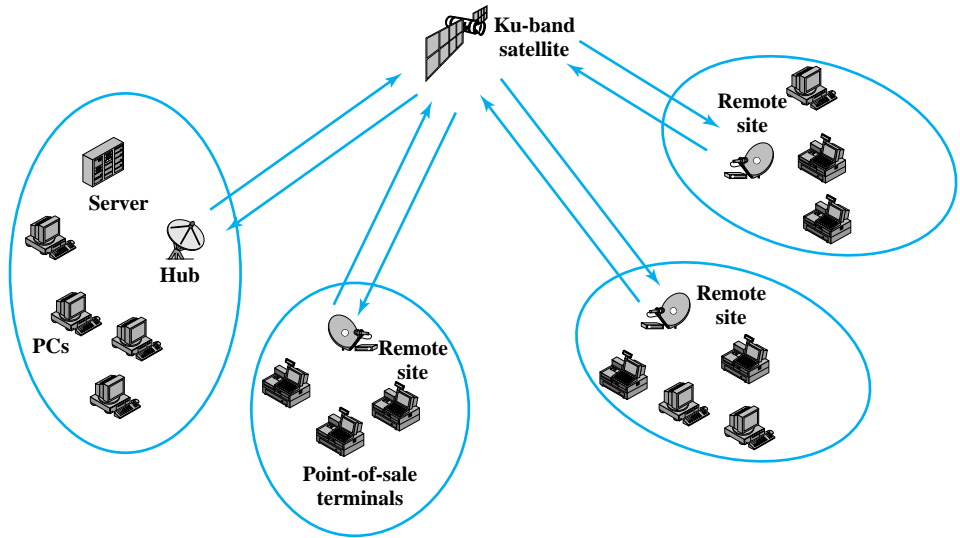 Ku-band
satellite
Remote
site
Server
Hub
PCs
Remote
site
Remote
site
Point-of-sale
terminals